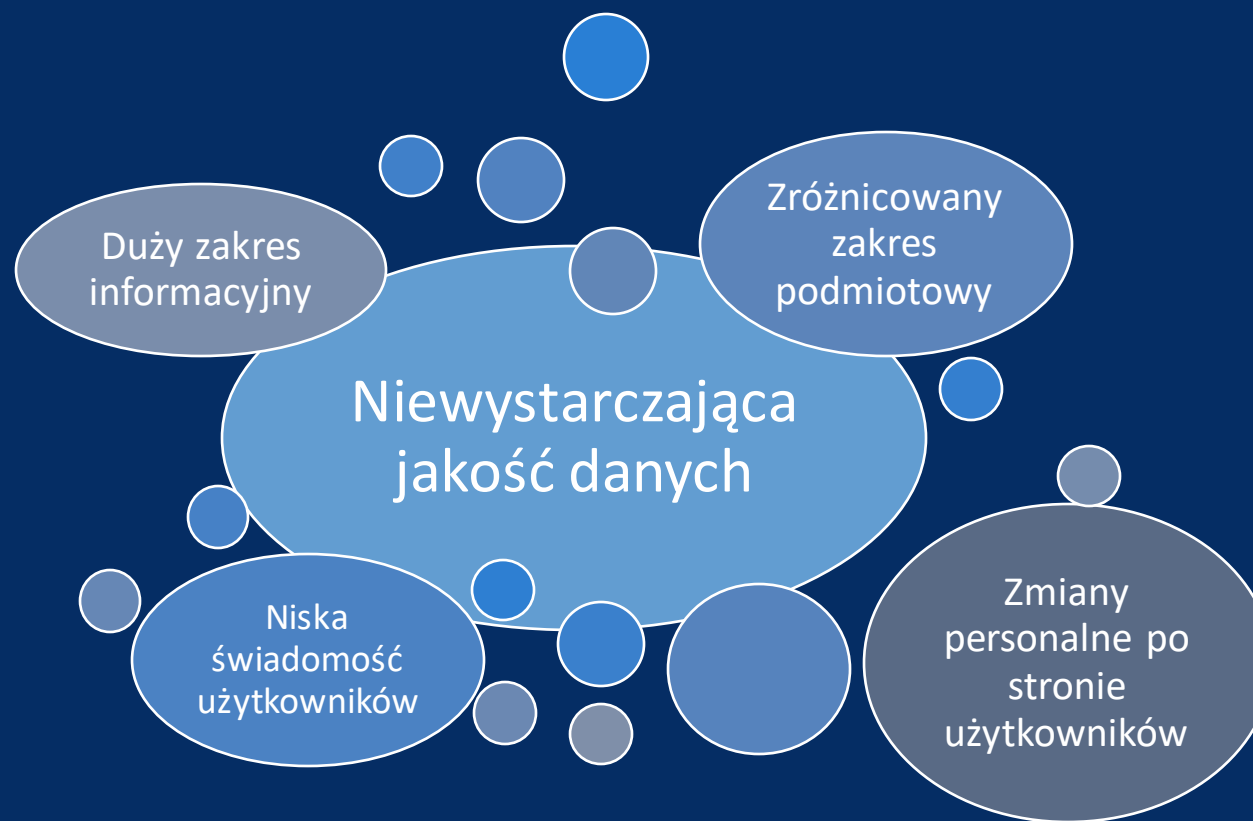 Duży zakres
informacyjny
Zróżnicowany
zakres
podmiotowy
Niewystarczająca
jakość danych
Niska
świadomość
użytkowników
Zmiany
personalne po
stronie
użytkowników